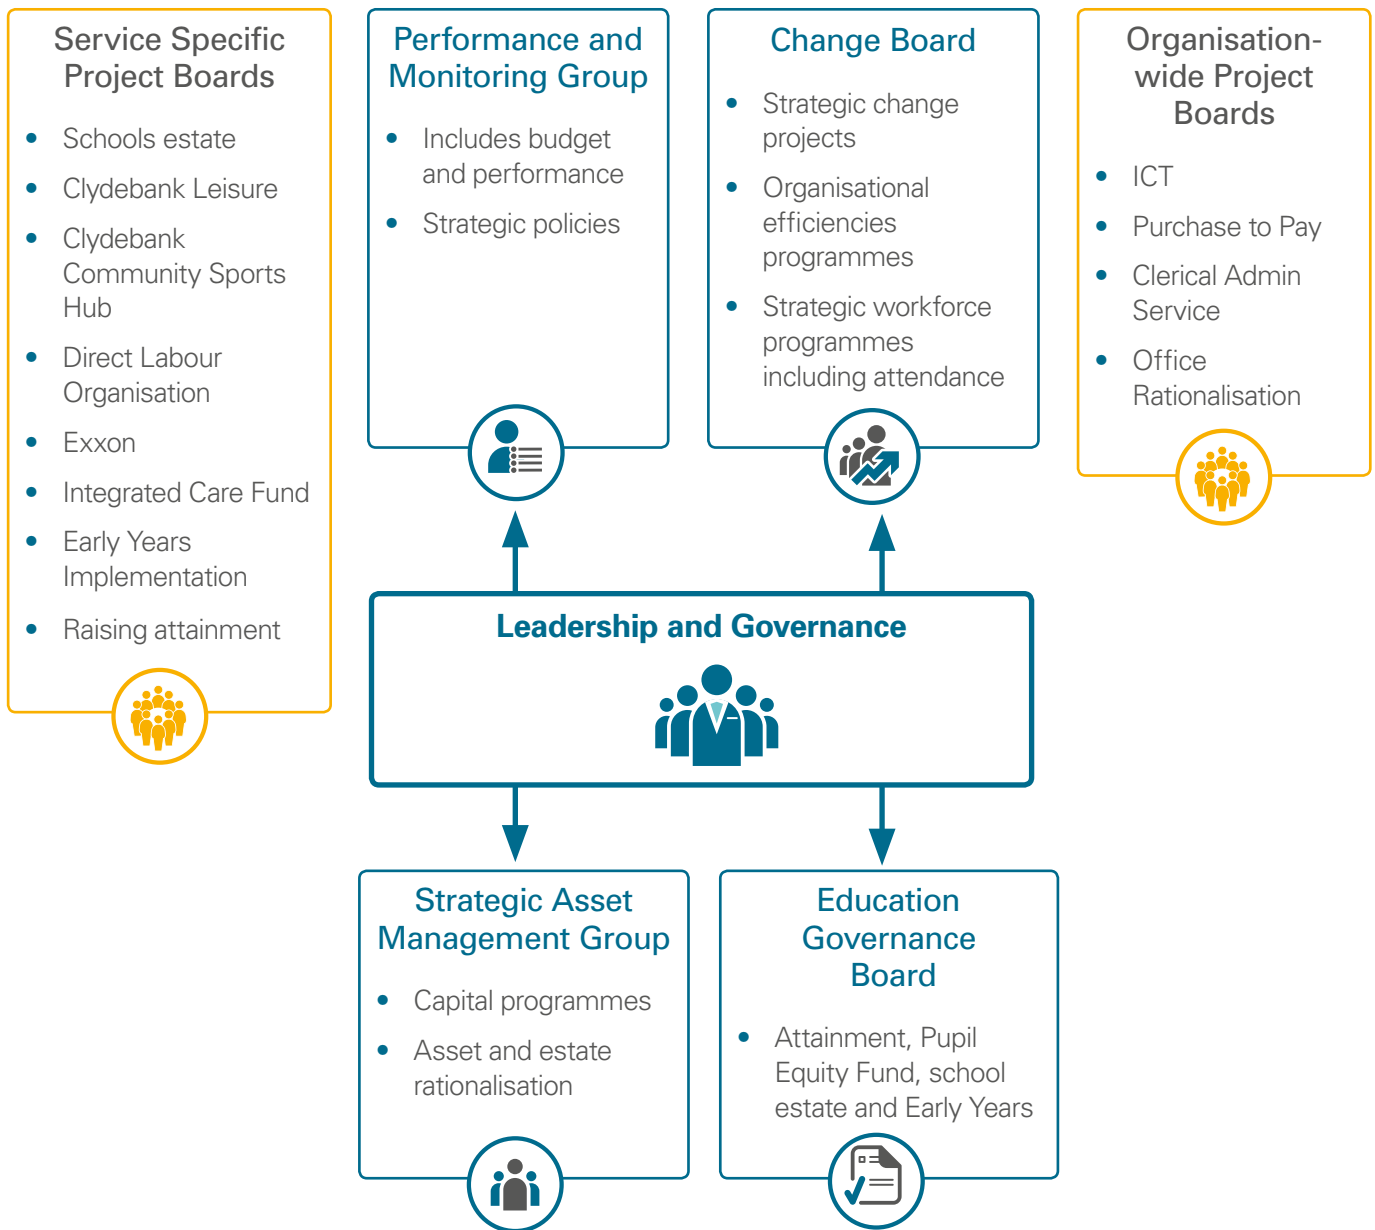 Service Specific
Project Boards
• Schools estate
• Clydebank Leisure
• Clydebank
Community Sports
Hub
• Direct Labour
Organisation
• Exxon
• Integrated Care Fund
• Early Years
Implementation
• Raising attainment
Performance and
Monitoring Group
• Includes budget
and performance
• Strategic policies
Change Board
• Strategic change
projects
• Organisational
efficiencies
programmes
• Strategic workforce
programmes
including attendance
Organisation-
wide Project
Boards
• ICT
• Purchase to Pay
• Clerical Admin
Service
• Office
Rationalisation
Leadership and Governance
Strategic Asset
Management Group
• Capital programmes
• Asset and estate
rationalisation
Education
Governance
Board
• Attainment, Pupil
Equity Fund, school
estate and Early Years